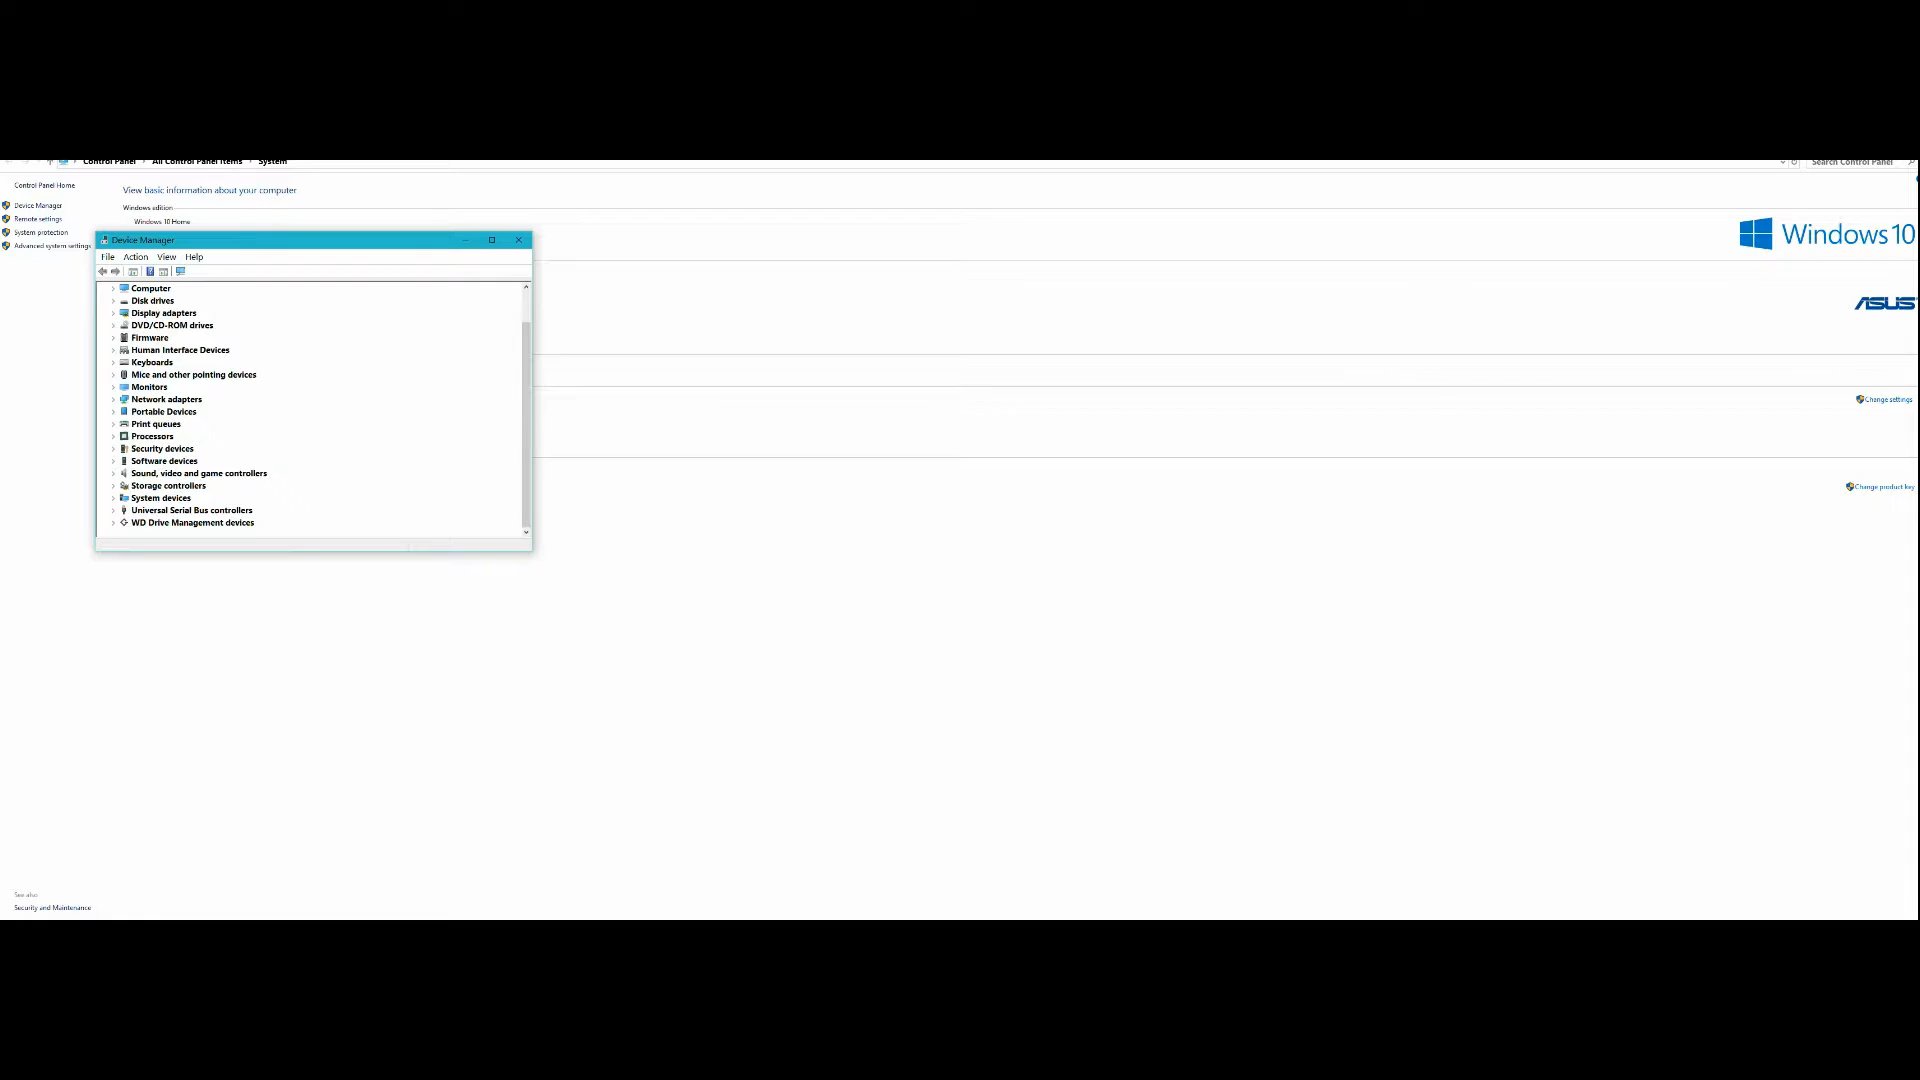 Control Panel › All Control Panel Items › System
Search Control Panel
Control Panel Home
Device Manager
Remote settings
System protection
Advanced system settings
View basic information about your computer
Windows edition
Windows 10 Home
Windows 10
ASUS
Change settings
Change product key
Device Manager
File Action View Help
Computer
Disk drives
Display adapters
DVD/CD-ROM drives
Firmware
Human Interface Devices
Keyboards
Mice and other pointing devices
Monitors
Network adapters
Portable Devices
Print queues
Processors
Security devices
Software devices
Sound, video and game controllers
Storage controllers
System devices
Universal Serial Bus controllers
WD Drive Management devices
See also
Security and Maintenance